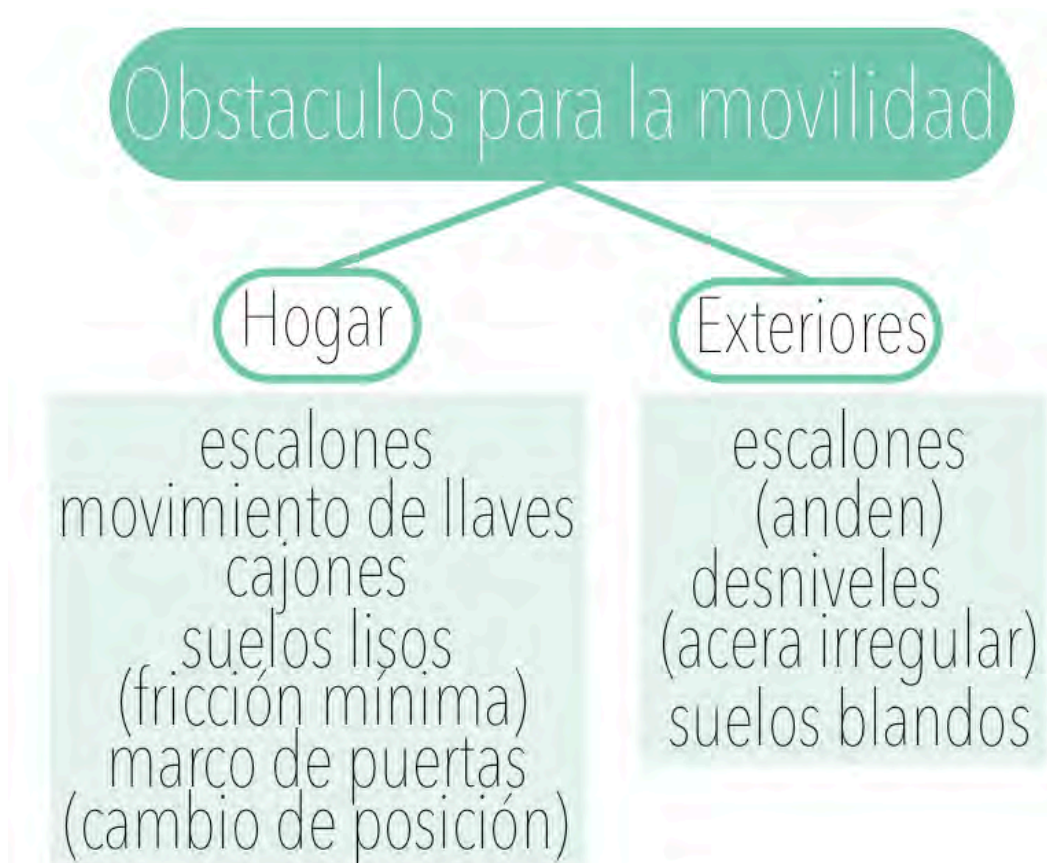 Obstaculos para la movilidad
Hogar
escalones
movimiento de llaves
cajones
suelos lisos
(fricción mínima)
marco de puertas
(cambio de posición)
Exteriores
escalones
(anden)
desniveles
(acera irregular)
suelos blandos